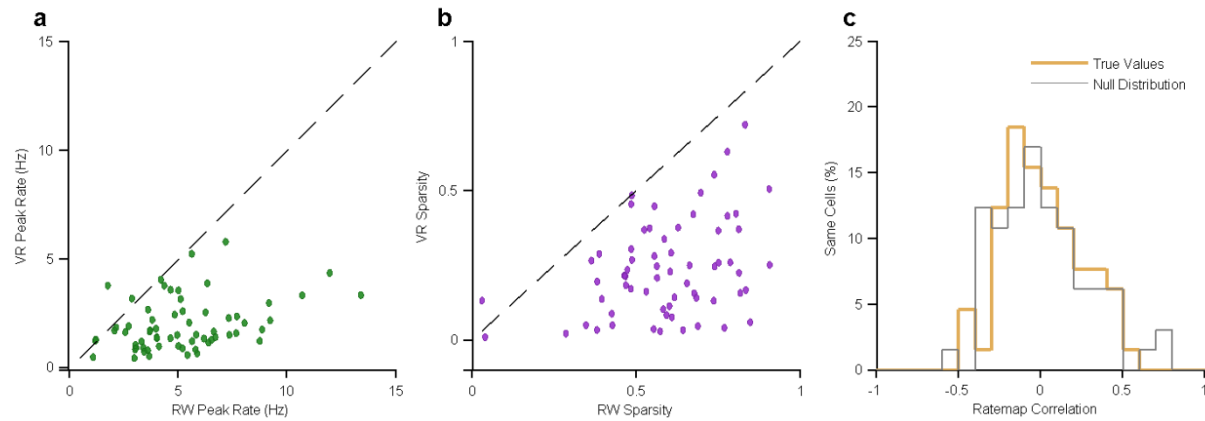 a
15
10
5
0
VR Peak Rate (Hz)
0
5
10
15
RW Peak Rate (Hz)
b
1
0.5
0
VR Sparsity
0
0.5
1
RW Sparsity
c
25
20
15
10
5
0
Same Cells (%)
True Values
Null Distribution
-1
-0.5
0
0.5
1
Ratemap Correlation